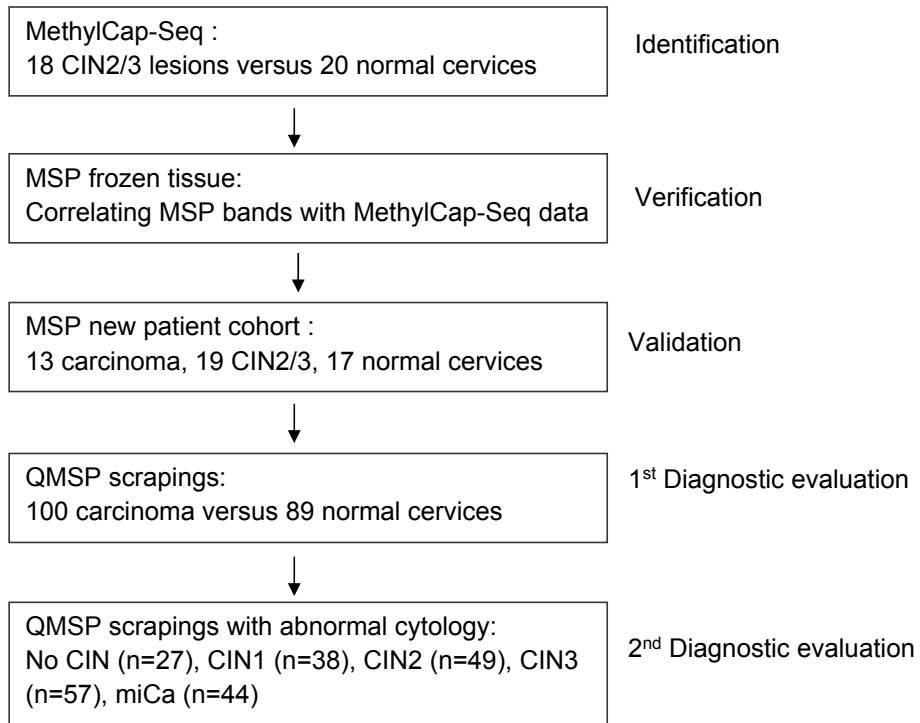 MethylCap-Seq :
18 CIN2/3 lesions versus 20 normal cervices
Identification
MSP frozen tissue:
Correlating MSP bands with MethylCap-Seq data
Verification
MSP new patient cohort :
13 carcinoma, 19 CIN2/3, 17 normal cervices
Validation
QMSP scrapings:
100 carcinoma versus 89 normal cervices
1st Diagnostic evaluation
QMSP scrapings with abnormal cytology:
No CIN (n=27), CIN1 (n=38), CIN2 (n=49), CIN3
(n=57), miCa (n=44)
2nd Diagnostic evaluation